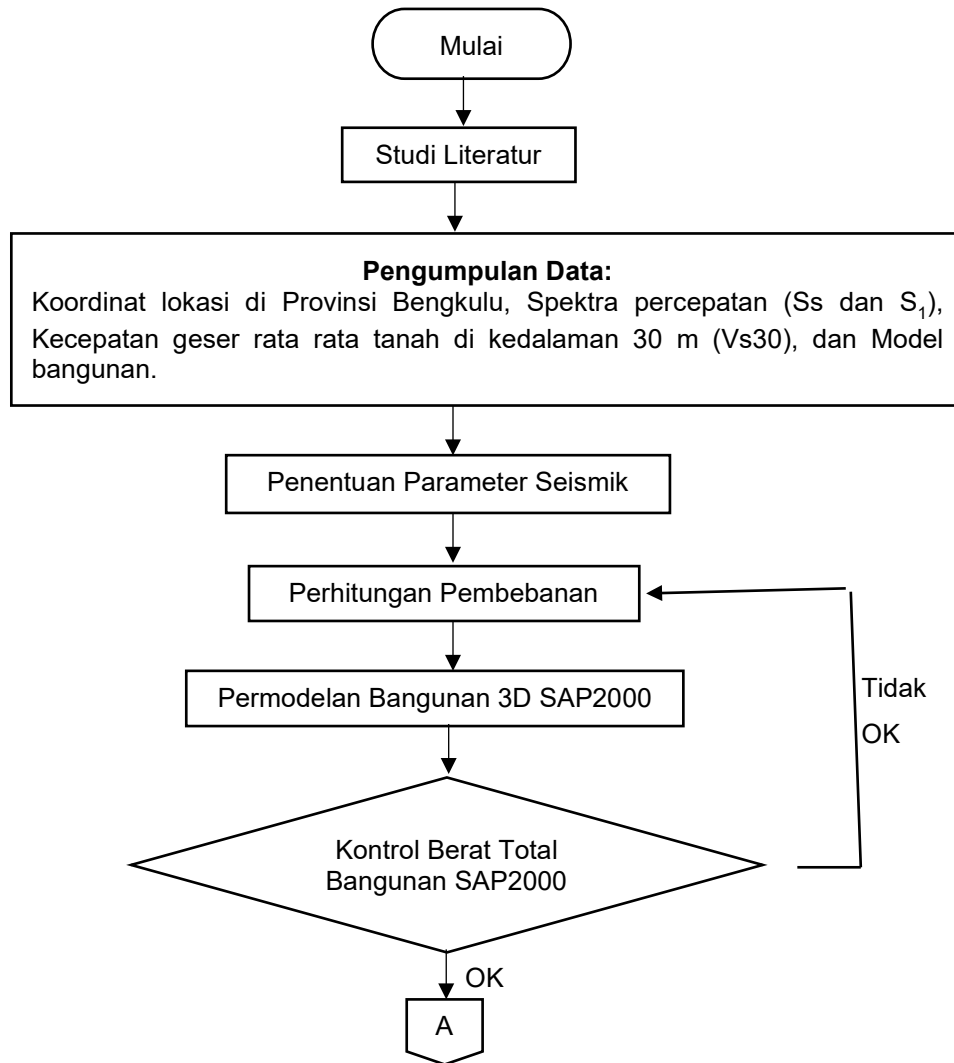 Mulai
Studi Literatur
Pengumpulan Data:
Koordinat lokasi di Provinsi Bengkulu, Spektra percepatan (Ss dan S₁),
Kecepatan geser rata rata tanah di kedalaman 30 m (Vs30), dan Model
bangunan.
Penentuan Parameter Seismik
Perhitungan Pembebanan
Permodelan Bangunan 3D SAP2000
Tidak
OK
Kontrol Berat Total
Bangunan SAP2000
OK
A